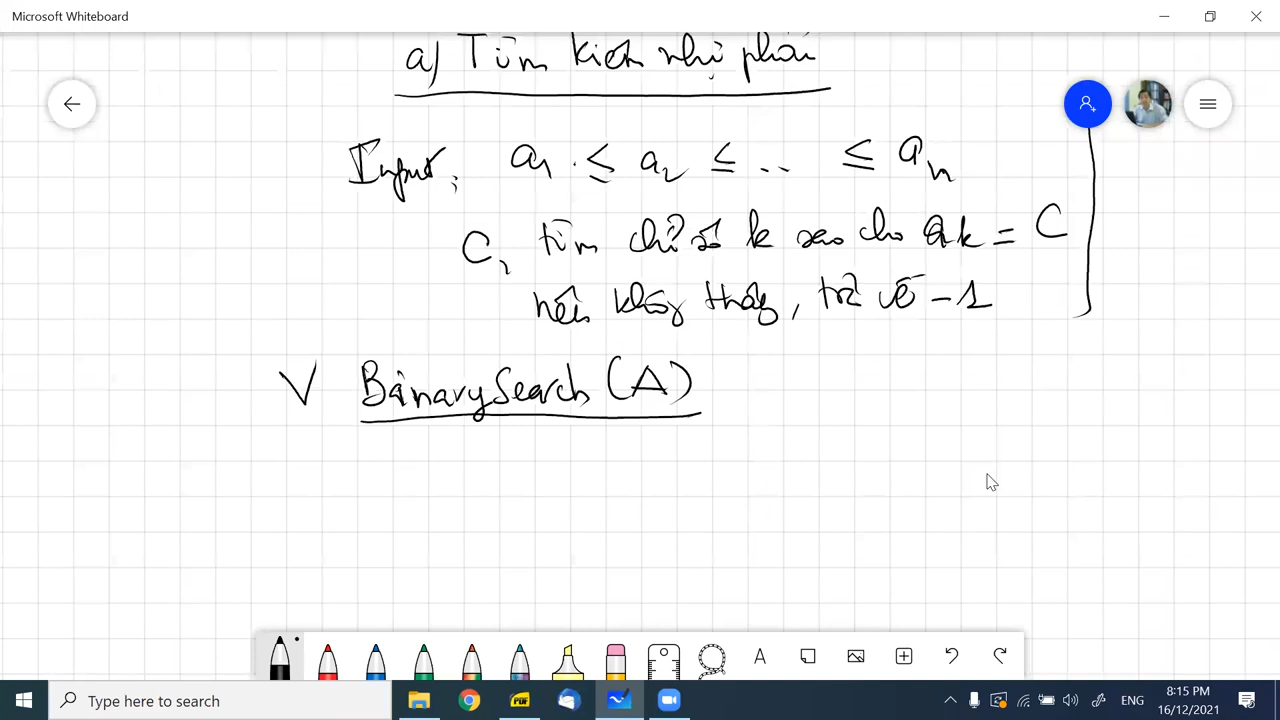 Microsoft Whiteboard
a) Tìm kiếm nhị phân
Input: a1 ≤ a2 ≤ .. ≤ an
C, tìm chỉ số k sao cho ak = C
nếu không thấy, trả về -1
V BinarySearch (A)
Type here to search
PDF
ENG
8:15 PM
16/12/2021